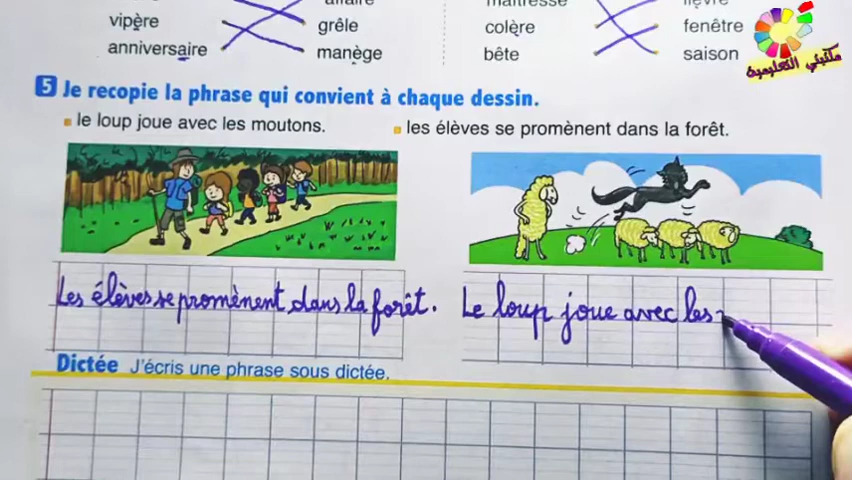 vipère
grêle
colère
fenêtre
anniversaire
manège
bête
saison
مكتبتي التعليمية
5 Je recopie la phrase qui convient à chaque dessin.
le loup joue avec les moutons.
les élèves se promènent dans la forêt.
Les élèves se promènent dans la forêt.
Le loup joue avec les
Dictée J'écris une phrase sous dictée.